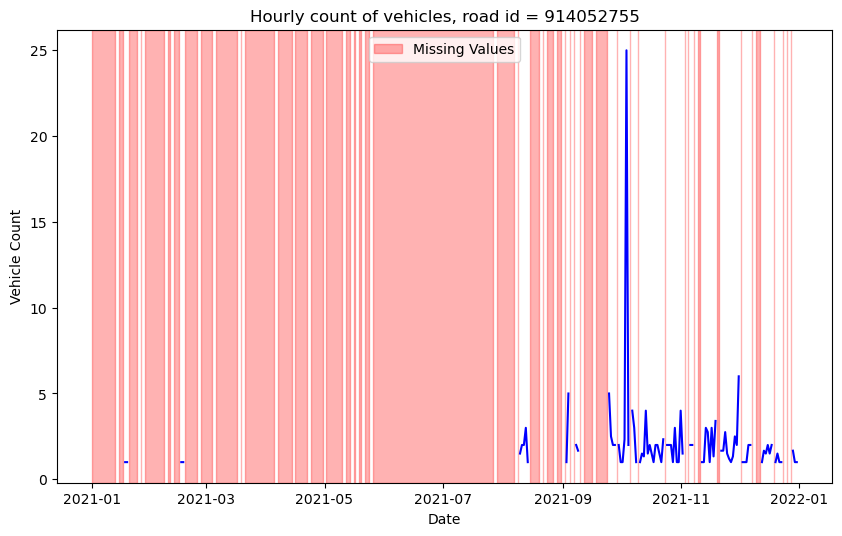 Hourly count of vehicles, road id = 914052755
Missing Values
25
20
15
10
5
0
Vehicle Count
2021-01 2021-03 2021-05 2021-07 2021-09 2021-11 2022-01
Date